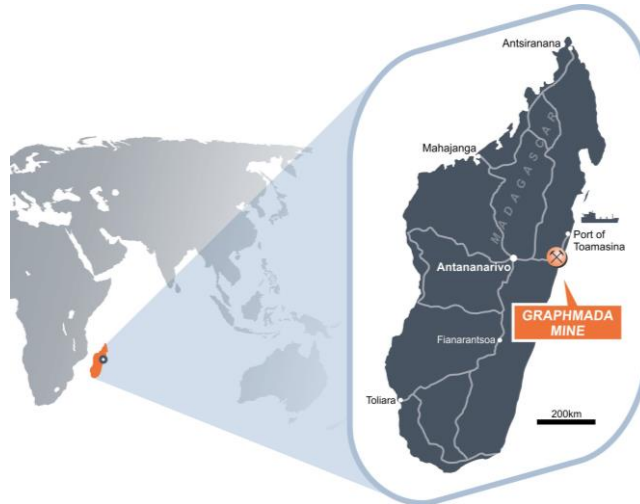 Antsiranana
Mahajanga
MADAGASCAR
Port of
Toamasina
Antananarivo
GRAPHMADA
MINE
Fianarantsoa
Toliara
200km